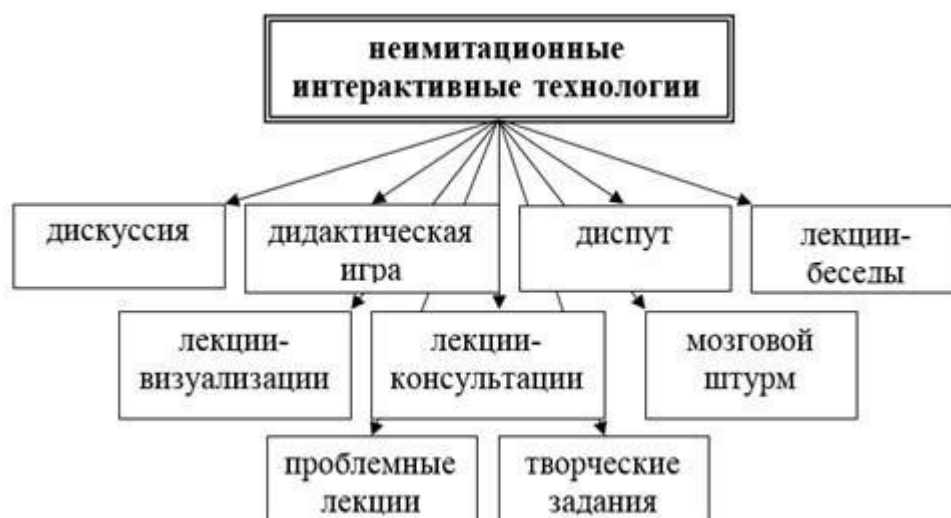 неимитационные
интерактивные технологии
дискуссия
дидактическая
игра
диспут
лекции-
беседы
лекции-
визуализации
лекции-
консультации
мозговой
штурм
проблемные
лекции
творческие
задания